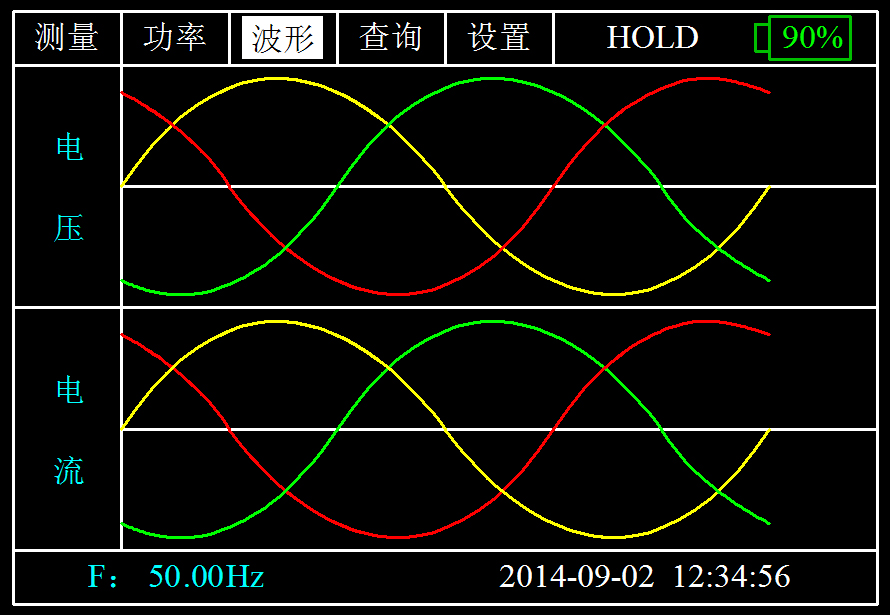 测量 功率 波形 查询 设置 HOLD 90%
电
压
电
流
F： 50.00Hz 2014-09-02 12:34:56